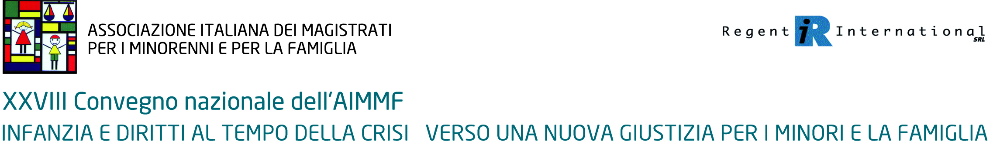 ASSOCIAZIONE ITALIANA DEI MAGISTRATI
PER I MINORENNI E PER LA FAMIGLIA
Regent iR International
SRL
XXVIII Convegno nazionale dell'AIMMF
INFANZIA E DIRITTI AL TEMPO DELLA CRISI VERSO UNA NUOVA GIUSTIZIA PER I MINORI E LA FAMIGLIA